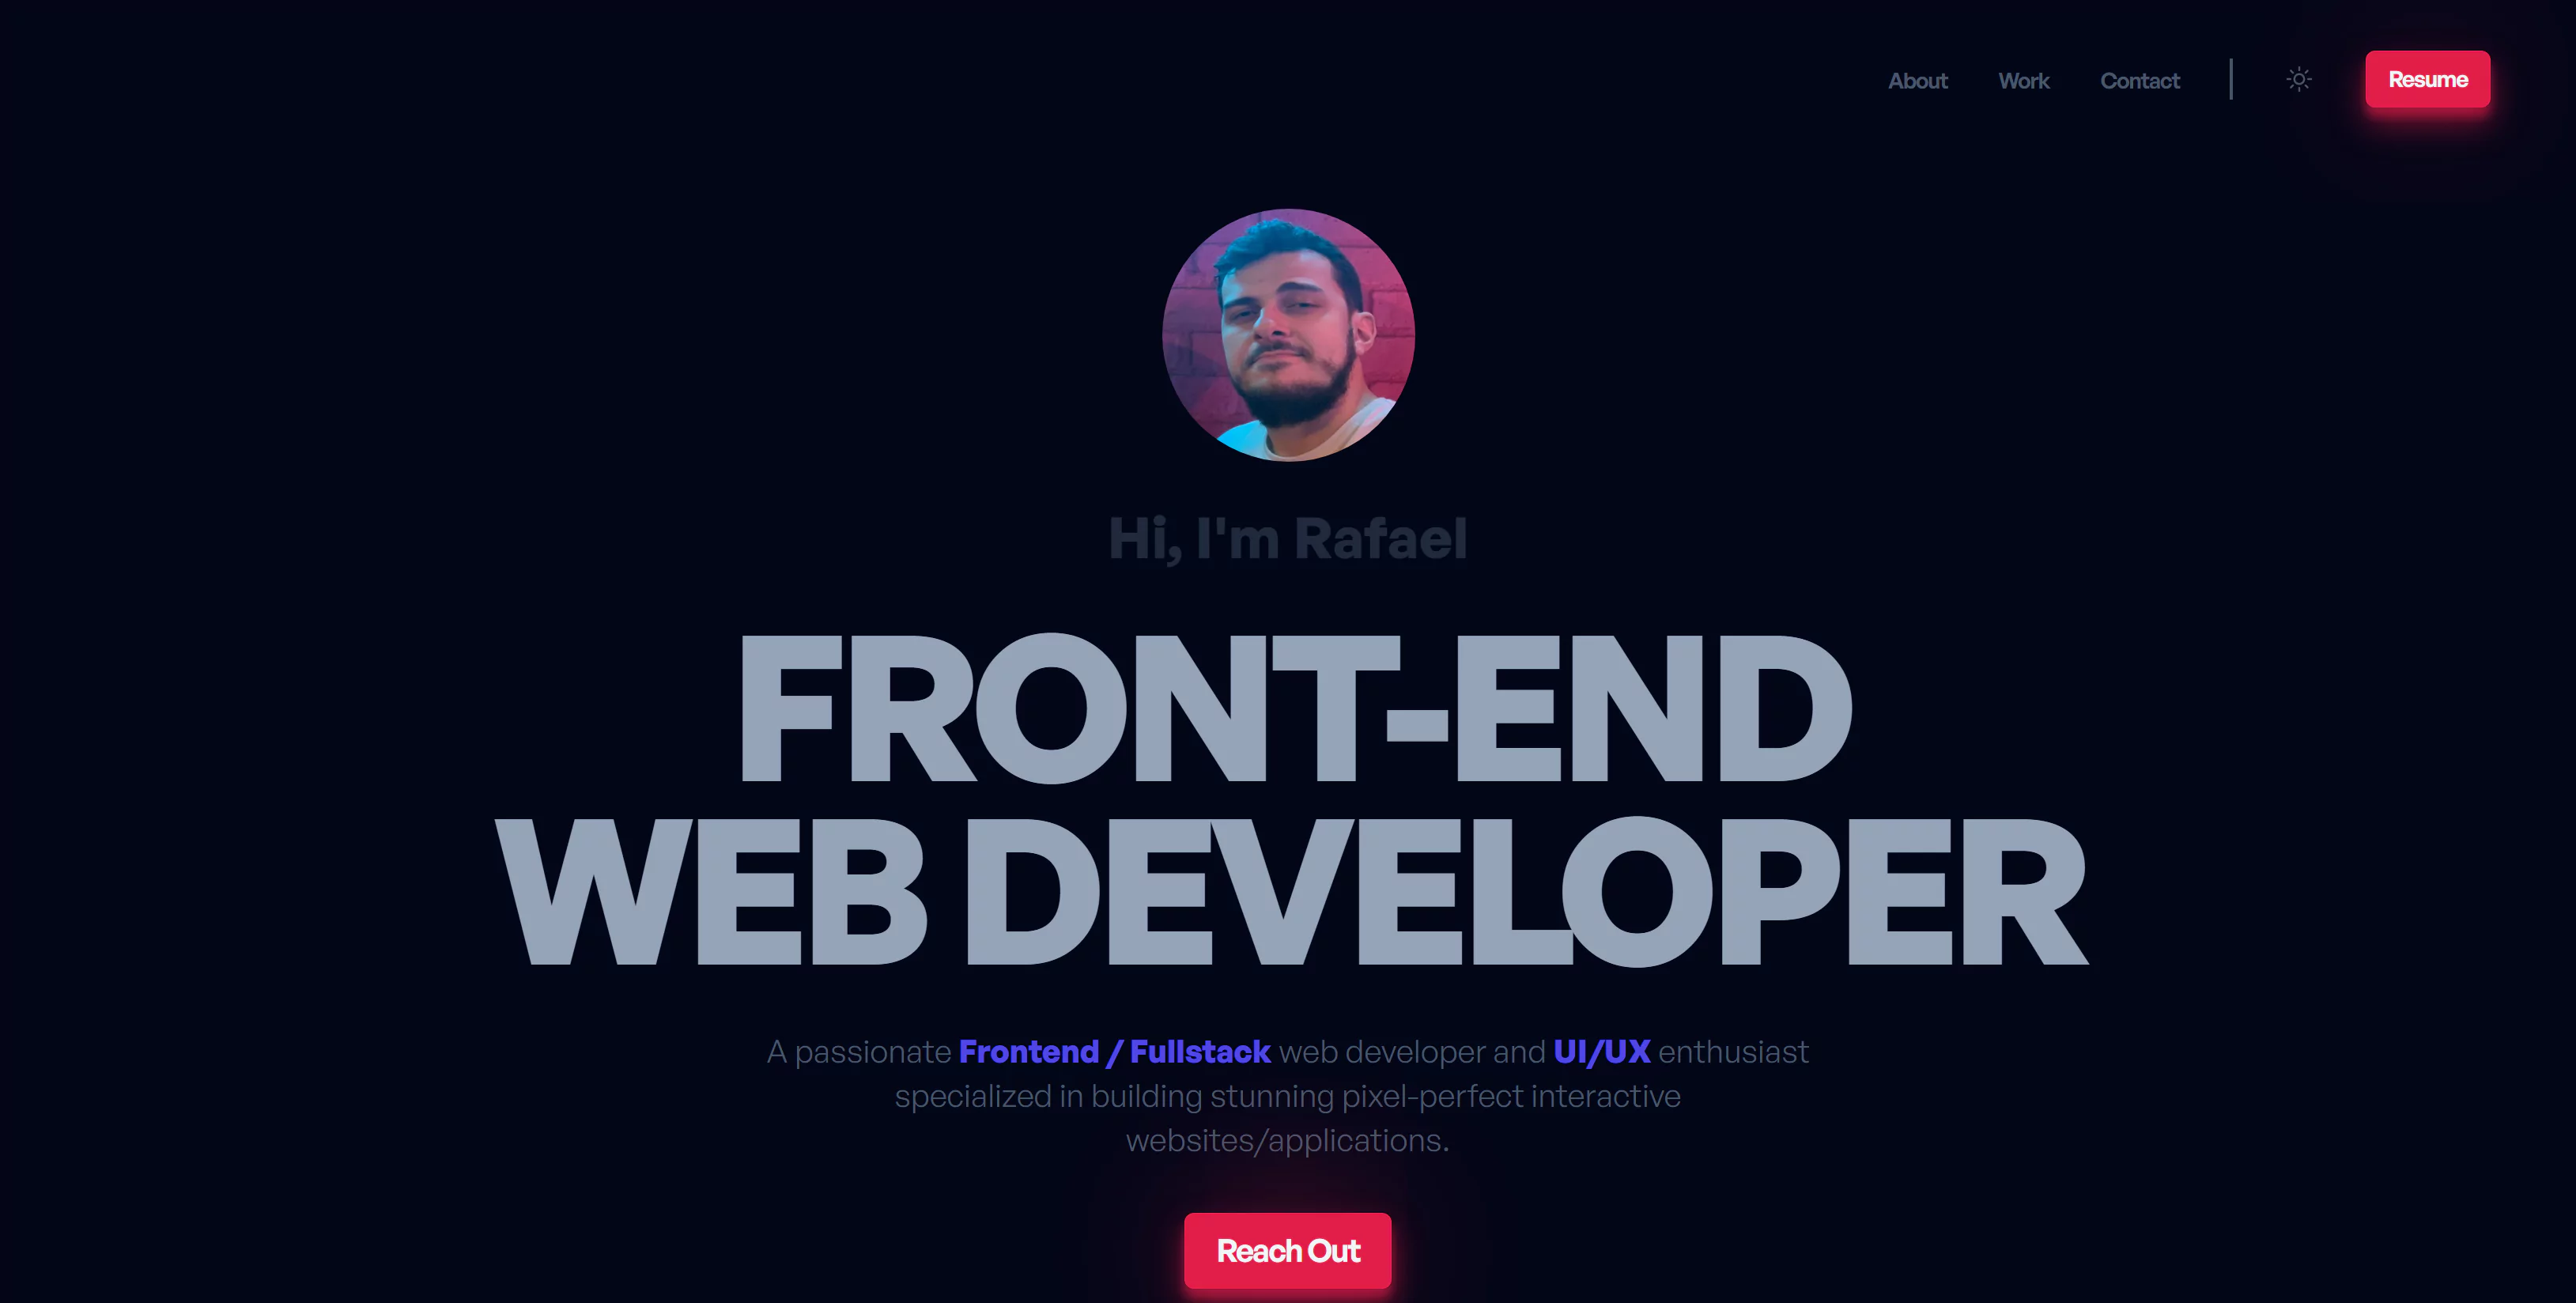 About Work Contact Resume
Hi, I'm Rafael
FRONT-END
WEB DEVELOPER
A passionate Frontend / Fullstack web developer and UI/UX enthusiast
specialized in building stunning pixel-perfect interactive
websites/applications.
Reach Out